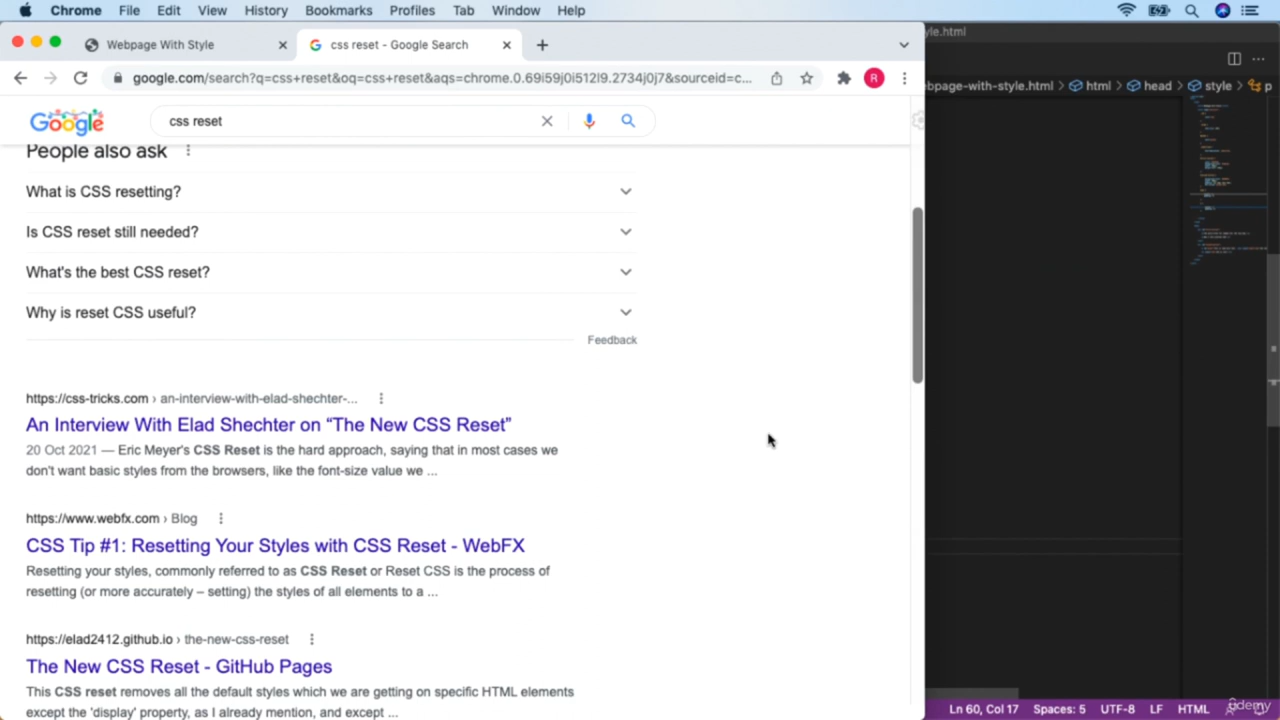 Chrome File Edit View History Bookmarks Profiles Tab Window Help
Webpage With Style
css reset - Google Search
yle.html
google.com/search?q=css+reset&oq=css+reset&aqs=chrome.0.69i59j0i512l9.2734j0j7&sourceid=c...
R
ebpage-with-style.html > html > head > style > p
Google
css reset
People also ask
What is CSS resetting?
Is CSS reset still needed?
What's the best CSS reset?
Why is reset CSS useful?
Feedback
https://css-tricks.com › an-interview-with-elad-shechter-...
An Interview With Elad Shechter on “The New CSS Reset”
20 Oct 2021 — Eric Meyer's CSS Reset is the hard approach, saying that in most cases we
don't want basic styles from the browsers, like the font-size value we ...
https://www.webfx.com › Blog
CSS Tip #1: Resetting Your Styles with CSS Reset - WebFX
Resetting your styles, commonly referred to as CSS Reset or Reset CSS is the process of
resetting (or more accurately – setting) the styles of all elements to a ...
https://elad2412.github.io › the-new-css-reset
The New CSS Reset - GitHub Pages
This CSS reset removes all the default styles which we are getting on specific HTML elements
except the 'display' property, as I already mention, and except ...
Ln 60, Col 17 Spaces: 5 UTF-8 LF HTML
udemy